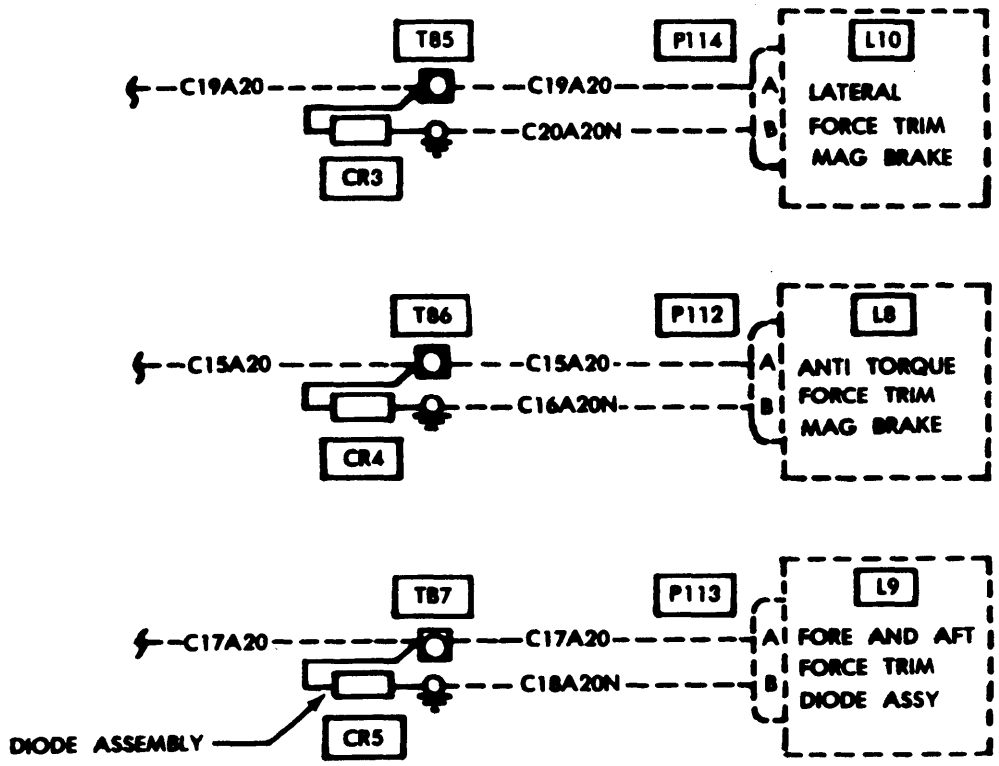 TB5 P114 L10
C19A20 C19A20 A LATERAL
C20A20N B FORCE TRIM
MAG BRAKE
CR3
TB6 P112 L8
C15A20 C15A20 A ANTI TORQUE
C16A20N B FORCE TRIM
MAG BRAKE
CR4
TB7 P113 L9
C17A20 C17A20 A FORE AND AFT
FORCE TRIM
C18A20N B DIODE ASSY
CR5
DIODE ASSEMBLY